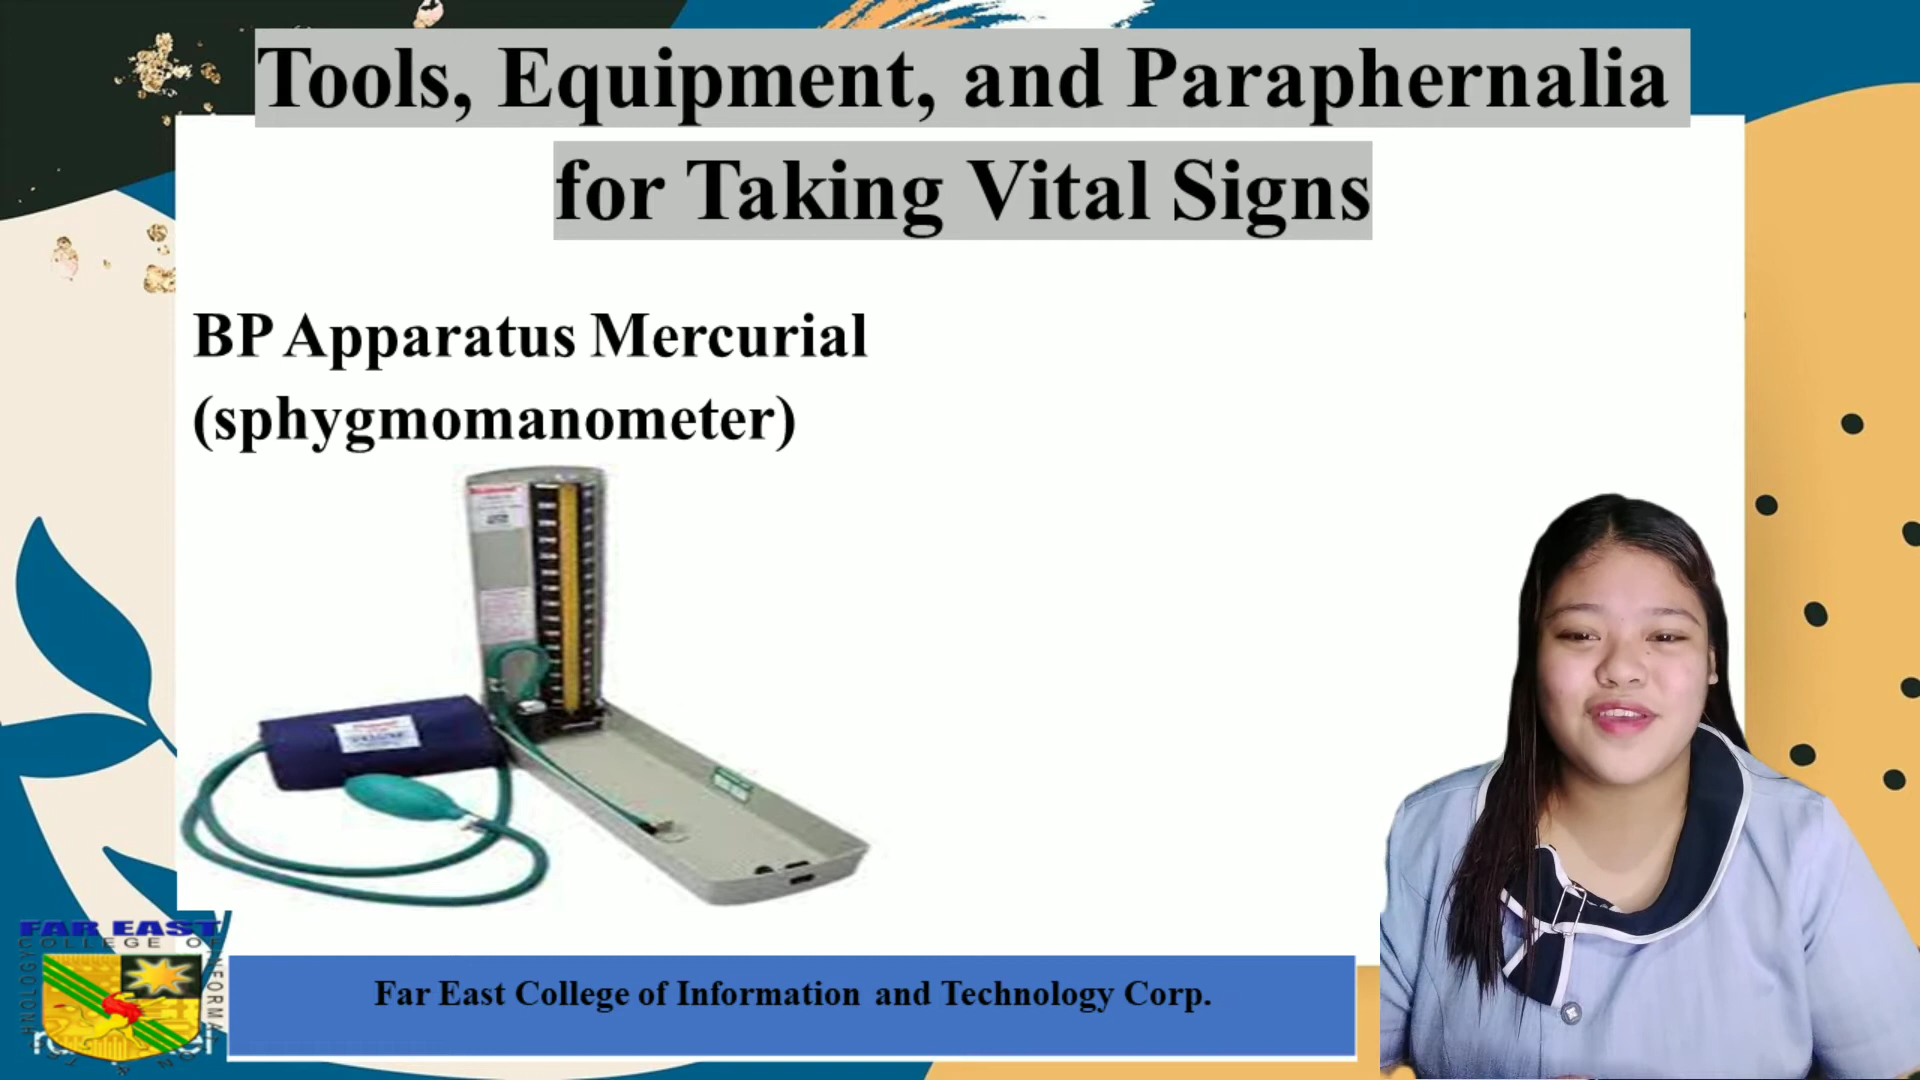 Tools, Equipment, and Paraphernalia
for Taking Vital Signs
BP Apparatus Mercurial
(sphygmomanometer)
FAR EAST
COLLEGE OF
Far East College of Information and Technology Corp.